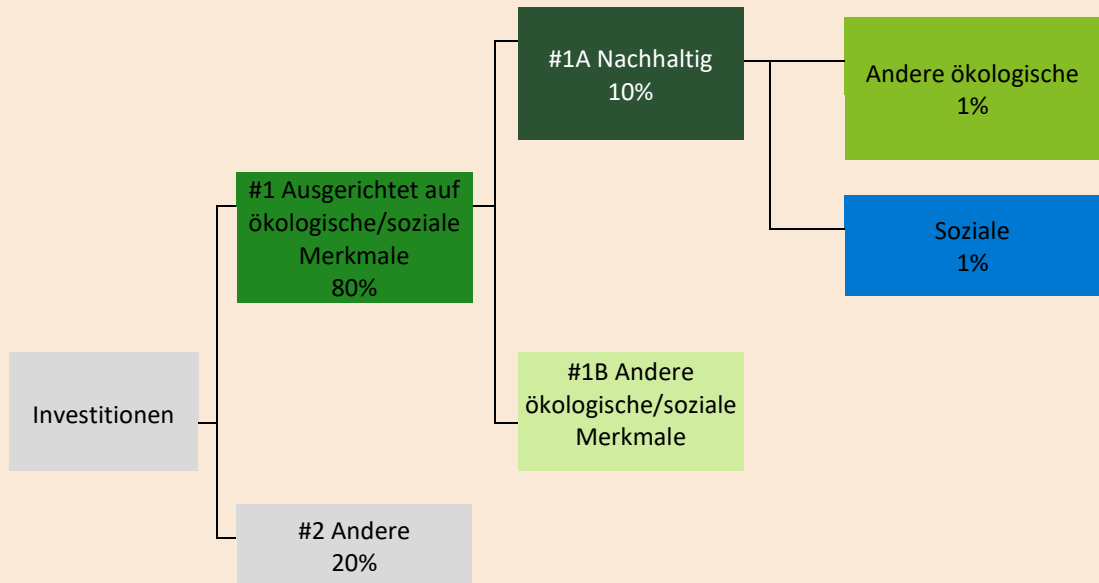 #1A Nachhaltig
10%
Andere ökologische
1%
#1 Ausgerichtet auf
ökologische/soziale
Merkmale
80%
Soziale
1%
Investitionen
#1B Andere
ökologische/soziale
Merkmale
#2 Andere
20%